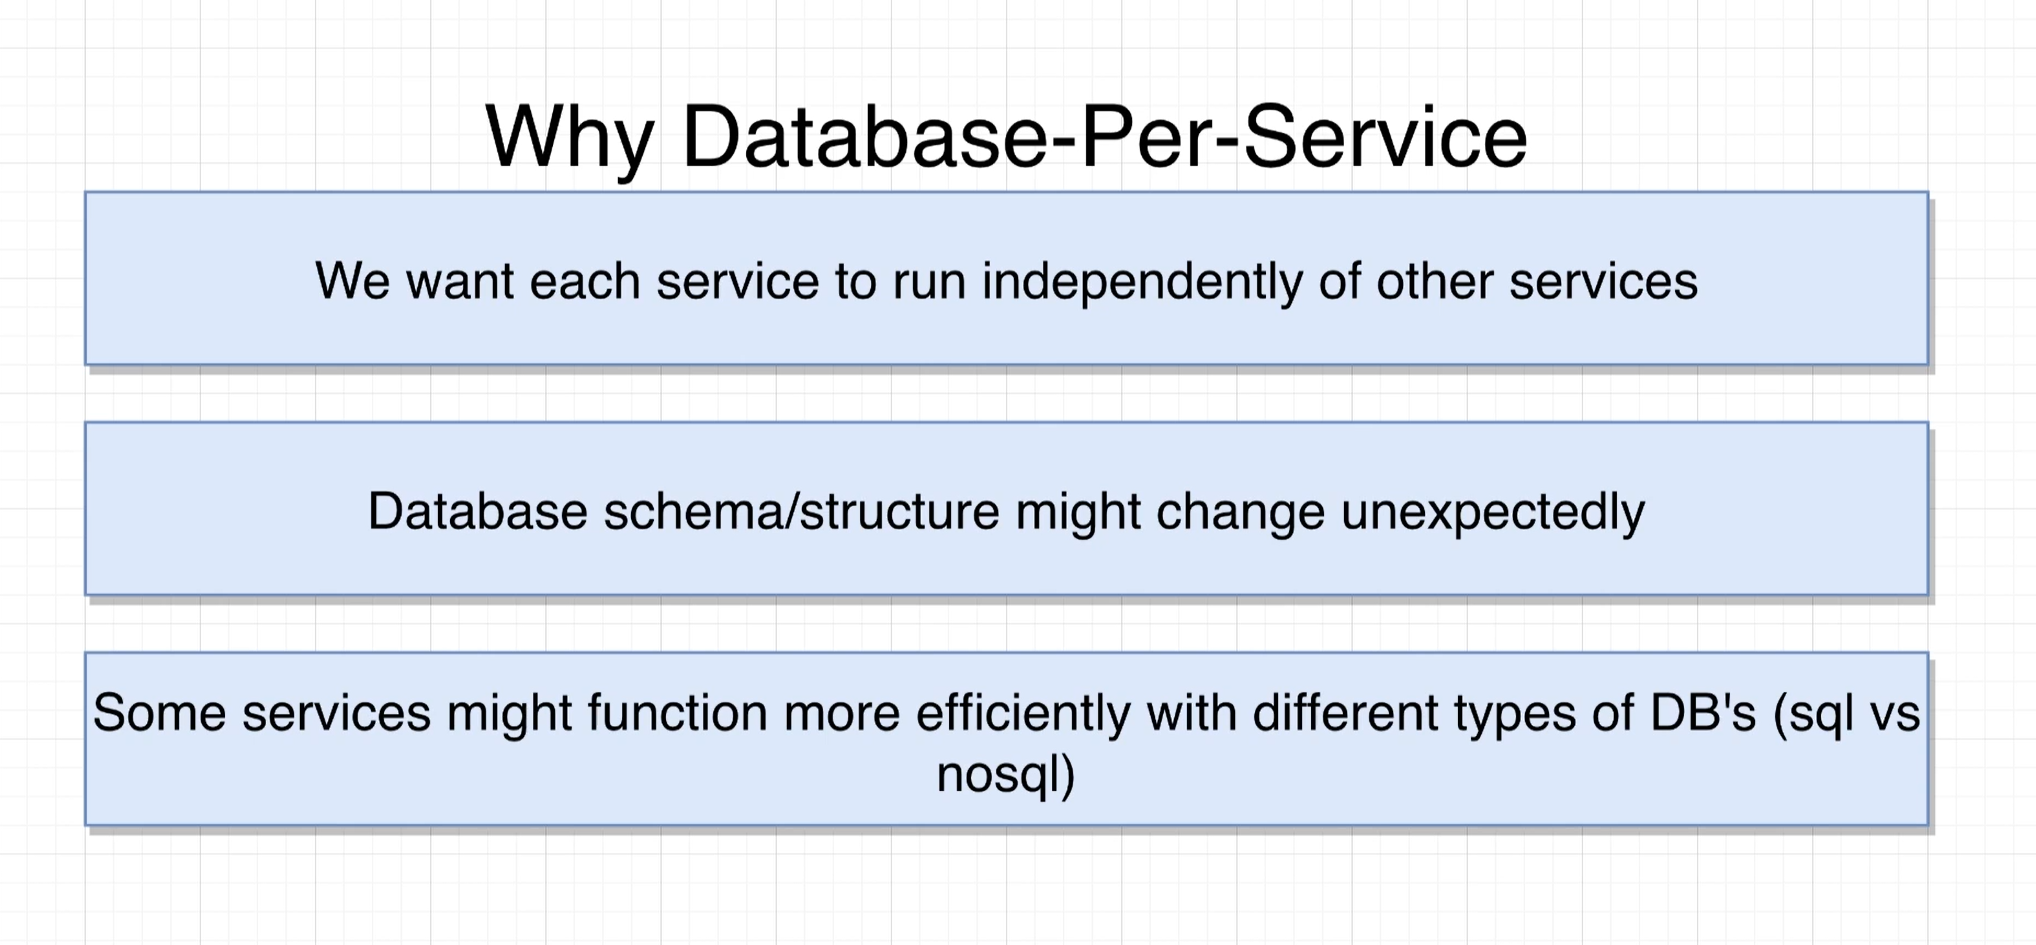 Why Database-Per-Service
We want each service to run independently of other services
Database schema/structure might change unexpectedly
Some services might function more efficiently with different types of DB's (sql vs
nosql)